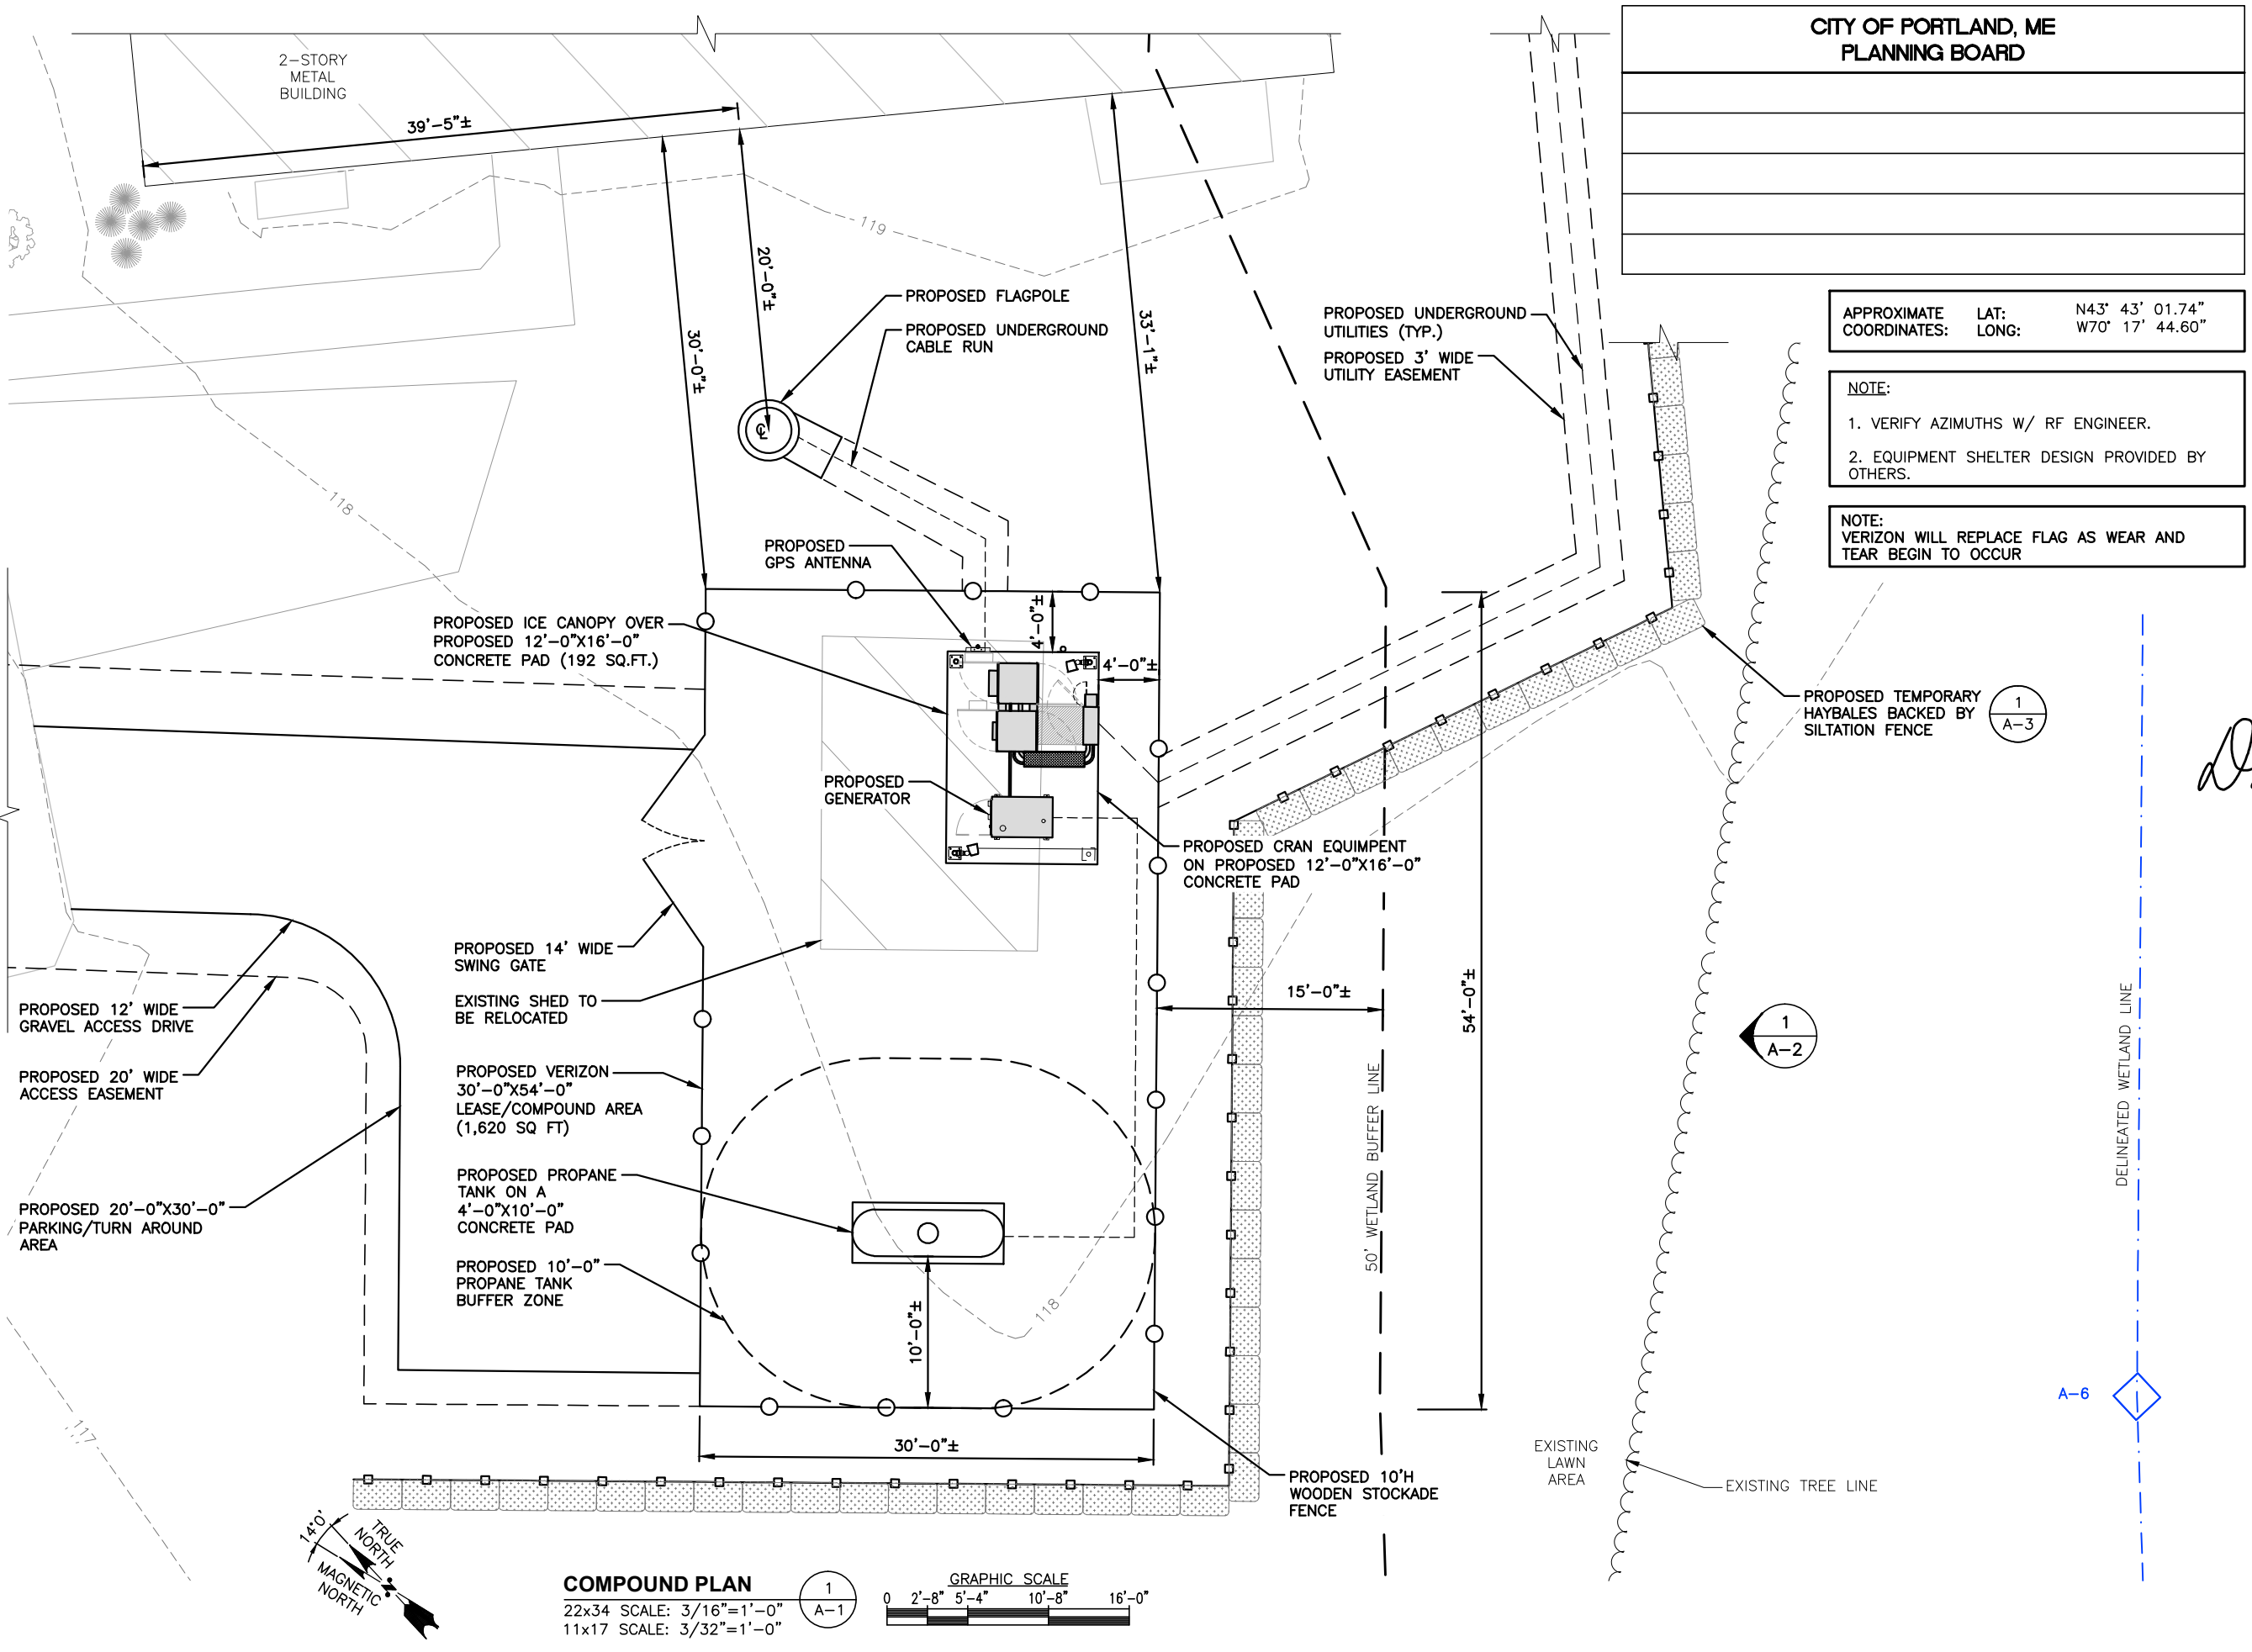 CITY OF PORTLAND, ME
PLANNING BOARD
2-STORY
METAL
BUILDING
39'-5"±
119
20'-0"±
30'-0"±
33'-1"±
PROPOSED FLAGPOLE
PROPOSED UNDERGROUND
CABLE RUN
PROPOSED UNDERGROUND
UTILITIES (TYP.)
PROPOSED 3' WIDE
UTILITY EASEMENT
APPROXIMATE LAT: N43° 43' 01.74"
COORDINATES: LONG: W70° 17' 44.60"
NOTE:
1. VERIFY AZIMUTHS W/ RF ENGINEER.
2. EQUIPMENT SHELTER DESIGN PROVIDED BY
OTHERS.
NOTE:
VERIZON WILL REPLACE FLAG AS WEAR AND
TEAR BEGIN TO OCCUR
118
PROPOSED
GPS ANTENNA
PROPOSED ICE CANOPY OVER
PROPOSED 12'-0"X16'-0"
CONCRETE PAD (192 SQ.FT.)
4'-0"±
4'-0"±
PROPOSED TEMPORARY
HAYBALES BACKED BY
SILTATION FENCE
1
A-3
PROPOSED
GENERATOR
PROPOSED CRAN EQUIMPENT
ON PROPOSED 12'-0"X16'-0"
CONCRETE PAD
PROPOSED 14' WIDE
SWING GATE
EXISTING SHED TO
BE RELOCATED
15'-0"±
54'-0"±
1
A-2
DELINEATED WETLAND LINE
PROPOSED 12' WIDE
GRAVEL ACCESS DRIVE
PROPOSED 20' WIDE
ACCESS EASEMENT
PROPOSED VERIZON
30'-0"X54'-0"
LEASE/COMPOUND AREA
(1,620 SQ FT)
50' WETLAND BUFFER LINE
PROPOSED 20'-0"X30'-0"
PARKING/TURN AROUND
AREA
PROPOSED PROPANE
TANK ON A
4'-0"X10'-0"
CONCRETE PAD
PROPOSED 10'-0"
PROPANE TANK
BUFFER ZONE
10'-0"±
118
117
A-6
30'-0"±
PROPOSED 10'H
WOODEN STOCKADE
FENCE
EXISTING
LAWN
AREA
EXISTING TREE LINE
14°0'
TRUE
NORTH
MAGNETIC
NORTH
COMPOUND PLAN
22x34 SCALE: 3/16"=1'-0"
11x17 SCALE: 3/32"=1'-0"
1
A-1
GRAPHIC SCALE
0 2'-8" 5'-4" 10'-8" 16'-0"